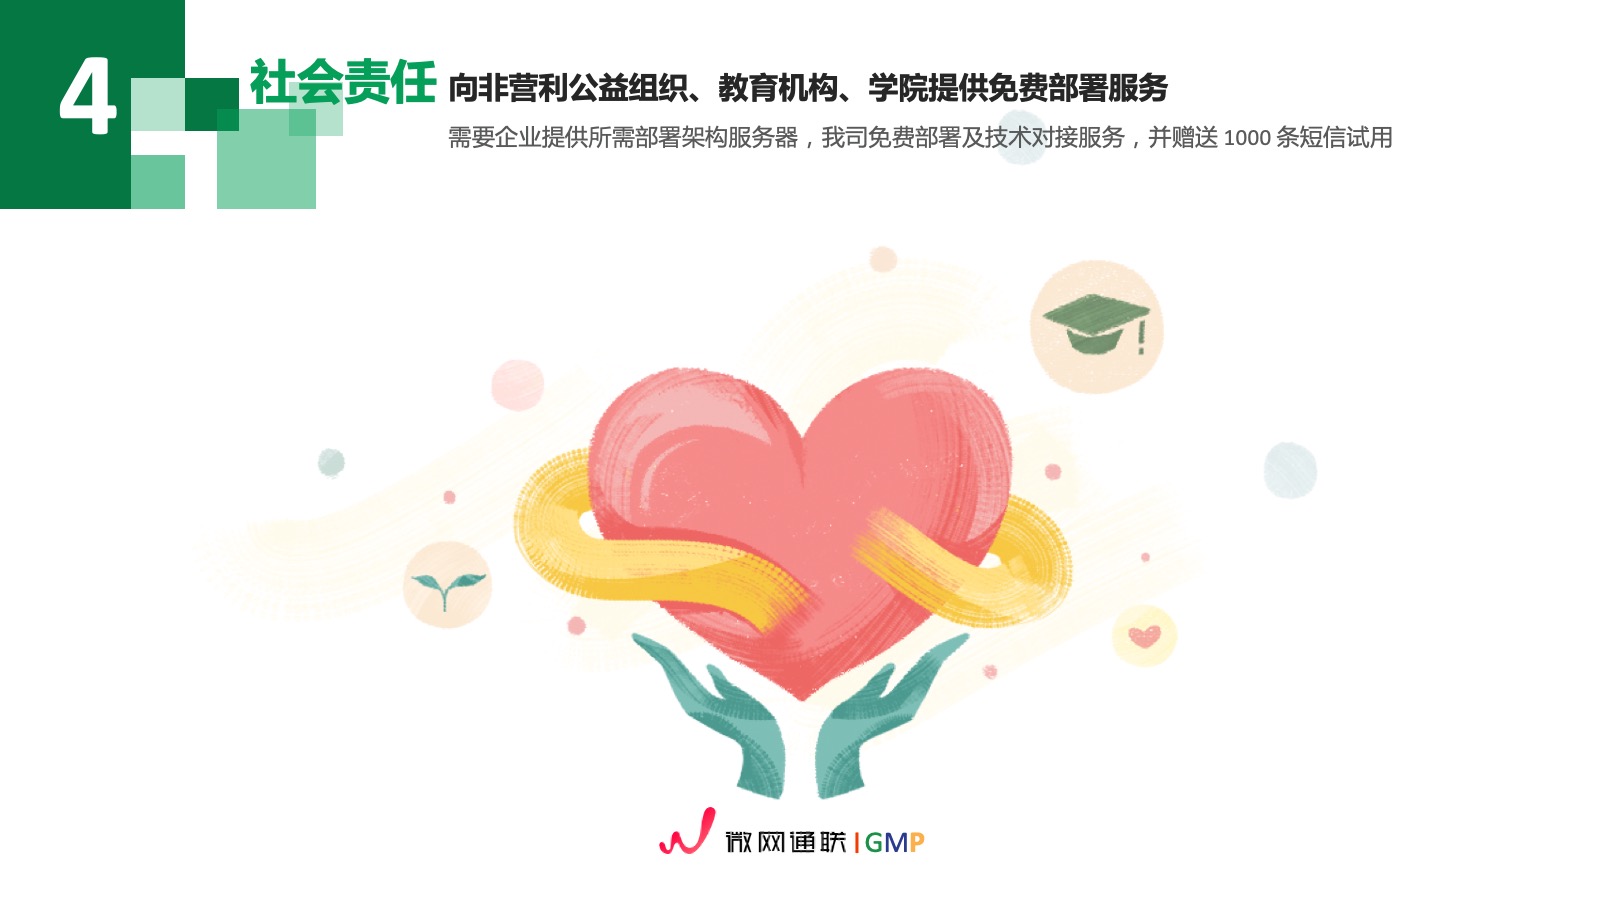 4
社会责任 向非营利公益组织、教育机构、学院提供免费部署服务
需要企业提供所需部署架构服务器，我司免费部署及技术对接服务，并赠送 1000 条短信试用
微网通联|GMP